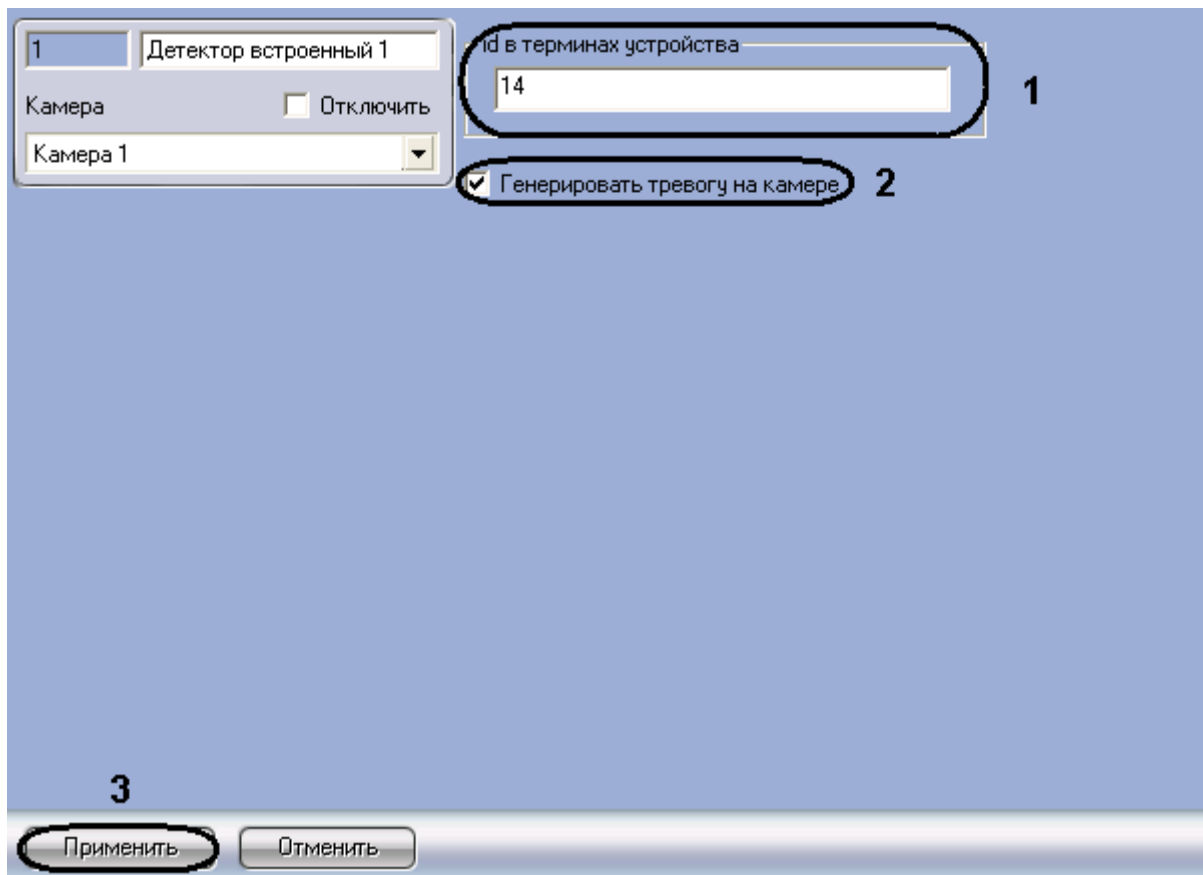 1
Детектор встроенный 1
Камера
Отключить
Камера 1
id в терминах устройства
14
1
Генерировать тревогу на камере
2
3
Применить
Отменить